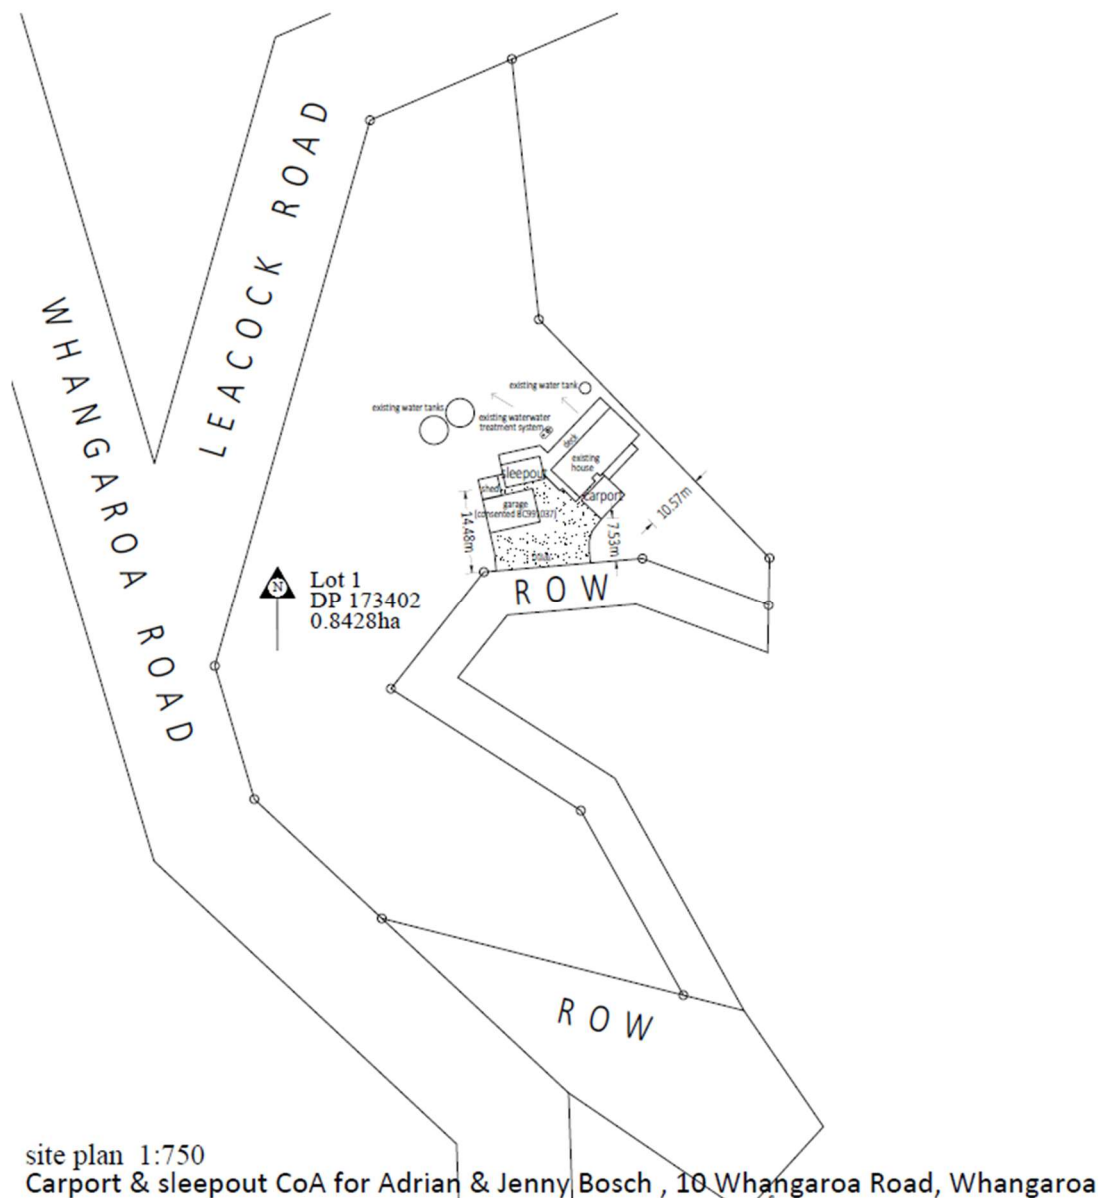 LEACOCK ROAD
WHANGAROA ROAD
existing water tank
existing water tanks
existing waterwater
treatment system
deck
existing
house
sleepout
shed
carport
garage
(consented BC991037)
10.57m
14.48m
7.53m
ROW
N
Lot 1
DP 173402
0.8428ha
ROW
site plan 1:750
Carport & sleepout CoA for Adrian & Jenny Bosch , 10 Whangaroa Road, Whangaroa